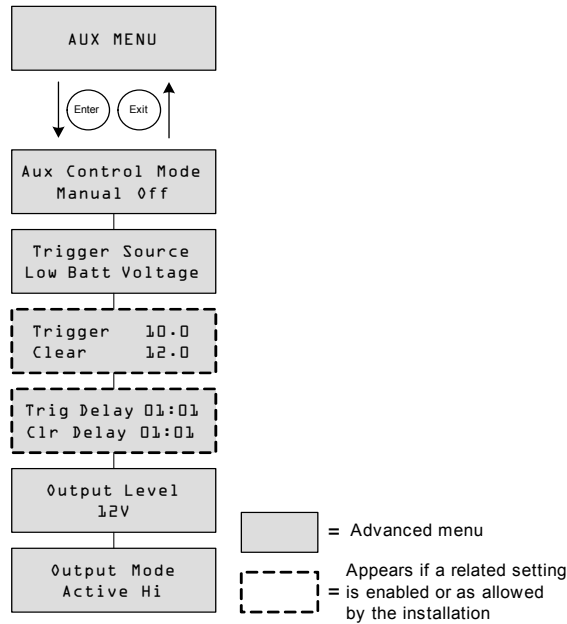 AUX MENU
Enter
Exit
Aux Control Mode
Manual Off
Trigger Source
Low Batt Voltage
Trigger 10.0
Clear 12.0
Trig Delay 01:01
Clr Delay 01:01
Output Level
12V
Output Mode
Active Hi
= Advanced menu
Appears if a related setting
= is enabled or as allowed
by the installation